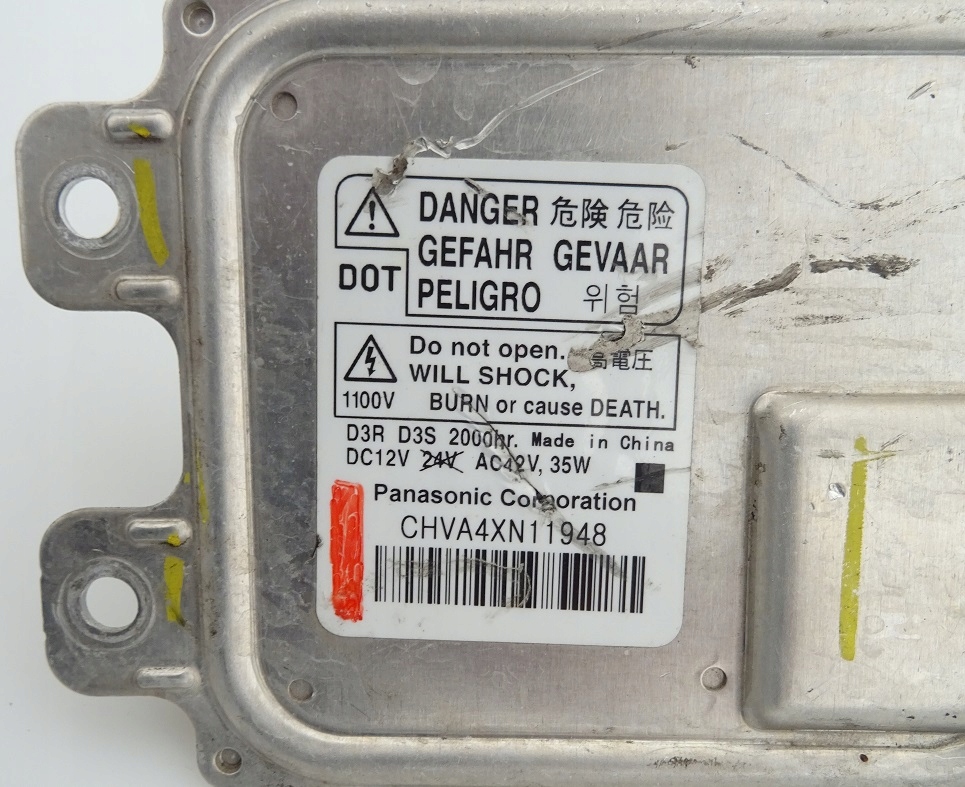 DANGER 危険 危险
DOT
GEFAHR GEVAAR
PELIGRO 위험
Do not open. 高電圧
WILL SHOCK,
1100V
BURN or cause DEATH.
D3R D3S 2000hr. Made in China
DC12V 24V AC42V, 35W
Panasonic Corporation
CHVA4XN11948